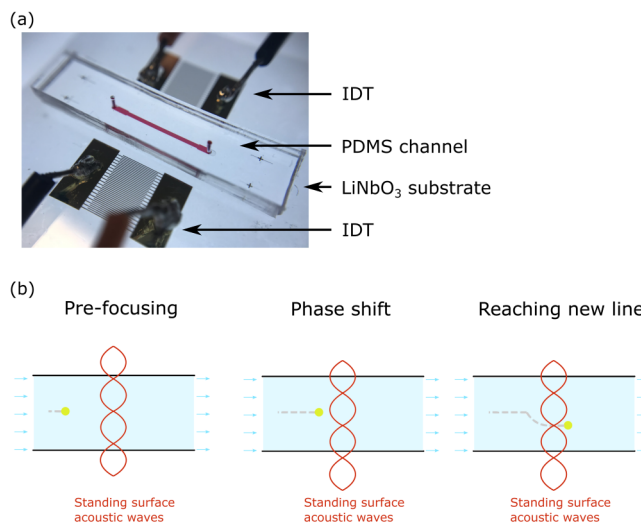 (a)
IDT
PDMS channel
LiNbO₃ substrate
IDT
(b)
Pre-focusing
Phase shift
Reaching new line
Standing surface
acoustic waves
Standing surface
acoustic waves
Standing surface
acoustic waves